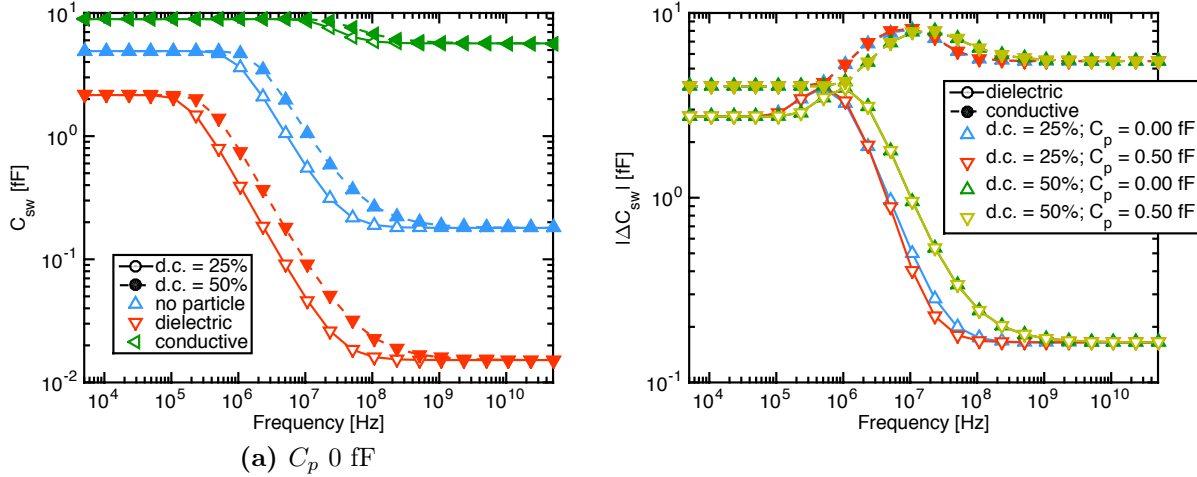 10^1
10^0
10^-1
10^-2
C_sw [fF]
d.c. = 25%
d.c. = 50%
no particle
dielectric
conductive
10^4 10^5 10^6 10^7 10^8 10^9 10^10
Frequency [Hz]
(a) C_p 0 fF
10^0
10^-1
|ΔC_sw| [fF]
dielectric
conductive
d.c. = 25%; C_p = 0.00 fF
d.c. = 25%; C_p = 0.50 fF
d.c. = 50%; C_p = 0.00 fF
d.c. = 50%; C_p = 0.50 fF
10^4 10^5 10^6 10^7 10^8 10^9 10^10
Frequency [Hz]